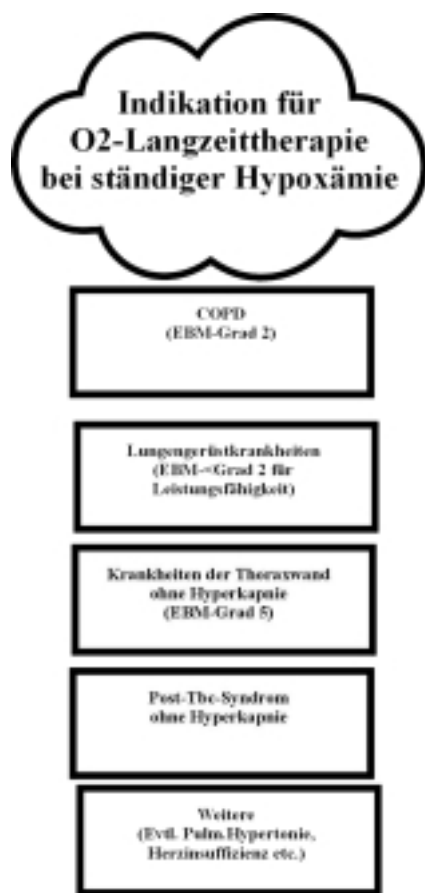 Indikation für
O2-Langzeittherapie
bei ständiger Hypoxämie
COPD
(EBM-Grad 2)
Lungengerüstkrankheiten
(EBM-=Grad 2 für
Leistungsfähigkeit)
Krankheiten der Thoraxwand
ohne Hyperkapnie
(EBM-Grad 5)
Post-Tbc-Syndrom
ohne Hyperkapnie
Weitere
(Evtl. Pulm.Hypertonie,
Herzinsuffizienz etc.)